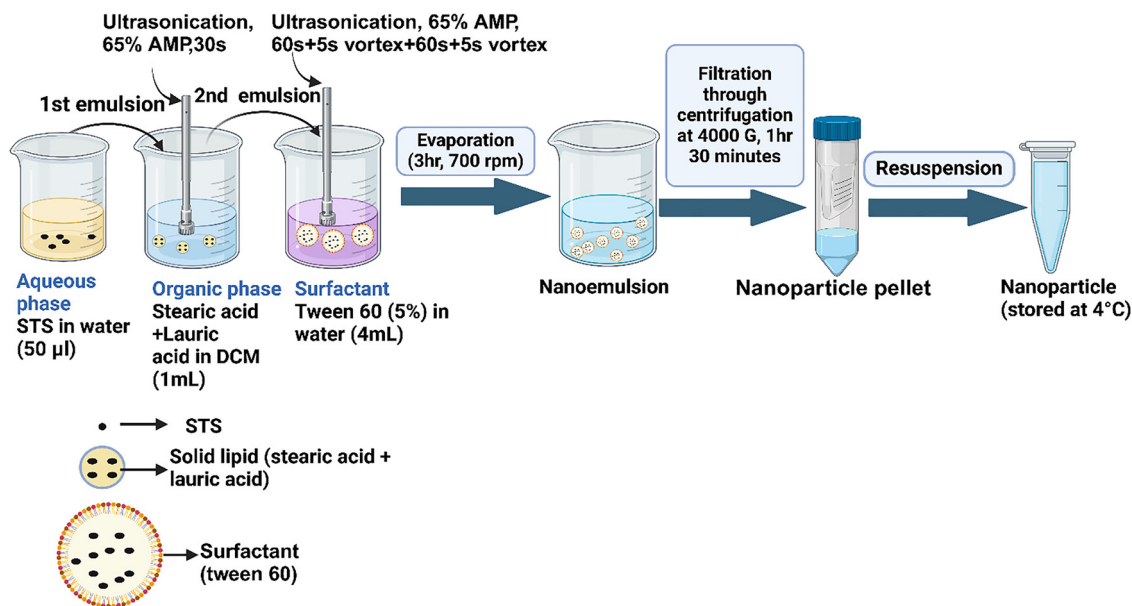 Ultrasonication,
65% AMP,30s
Ultrasonication, 65% AMP,
60s+5s vortex+60s+5s vortex
1st emulsion
2nd emulsion
Evaporation
(3hr, 700 rpm)
Filtration
through
centrifugation
at 4000 G, 1hr
30 minutes
Resuspension
Aqueous
phase
STS in water
(50 µl)
Organic phase
Stearic acid
+Lauric
acid in DCM
(1mL)
Surfactant
Tween 60 (5%) in
water (4mL)
Nanoemulsion
Nanoparticle pellet
Nanoparticle
(stored at 4°C)
STS
Solid lipid (stearic acid +
lauric acid)
Surfactant
(tween 60)